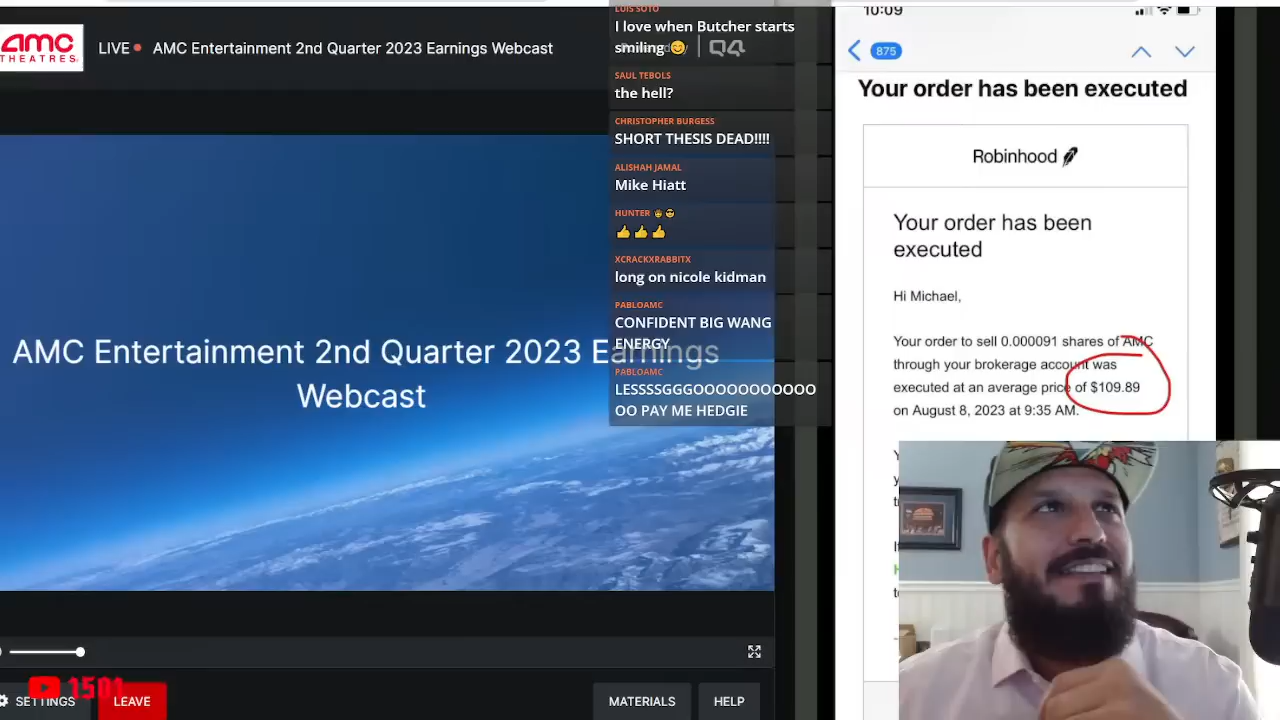 amc
THEATRES
LIVE AMC Entertainment 2nd Quarter 2023 Earnings Webcast
AMC Entertainment 2nd Quarter 2023 Earnings
Webcast
SETTINGS
1501
LEAVE
MATERIALS
HELP
LUIS SOTO
I love when Butcher starts
smiling😊
Q4
SAUL TEBOLS
the hell?
CHRISTOPHER BURGESS
SHORT THESIS DEAD!!!!
ALISHAH JAMAL
Mike Hiatt
HUNTER
👍👍👍
XCRACKXRABBITX
long on nicole kidman
PABLOAMC
CONFIDENT BIG WANG
ENERGY
PABLOAMC
LESSSSGGGOOOOOOOOOOO
OO PAY ME HEDGIE
10:09
875
Your order has been executed
Robinhood
Your order has been
executed
Hi Michael,
Your order to sell 0.000091 shares of AMC
through your brokerage account was
executed at an average price of $109.89
on August 8, 2023 at 9:35 AM.